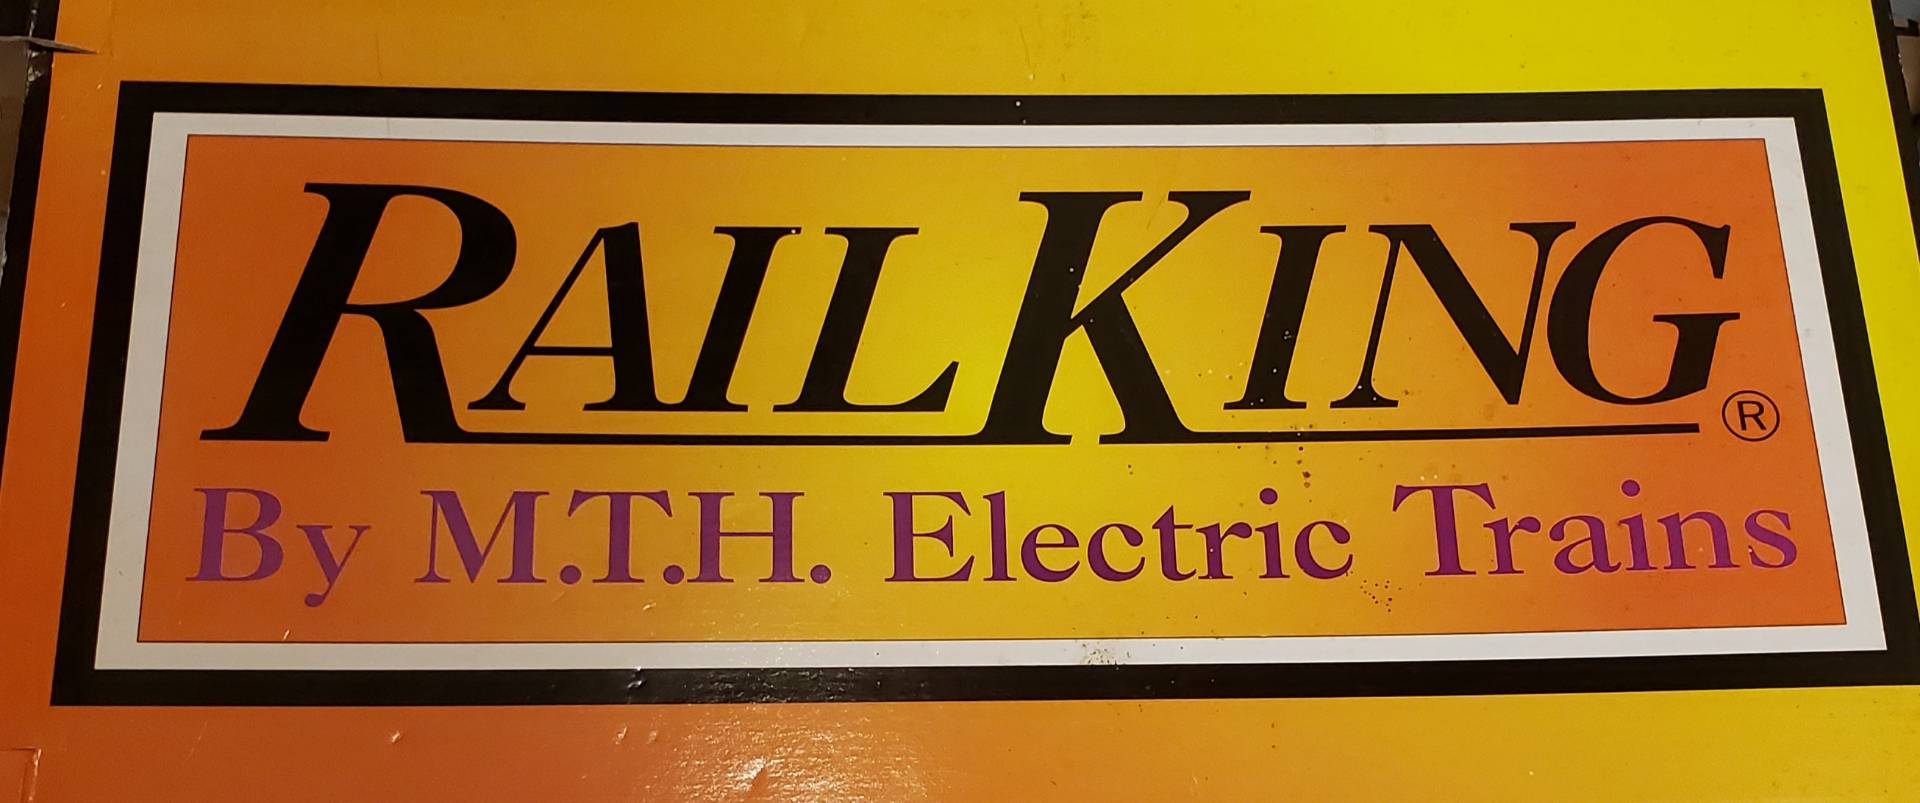 RAILKING®
By M.T.H. Electric Trains